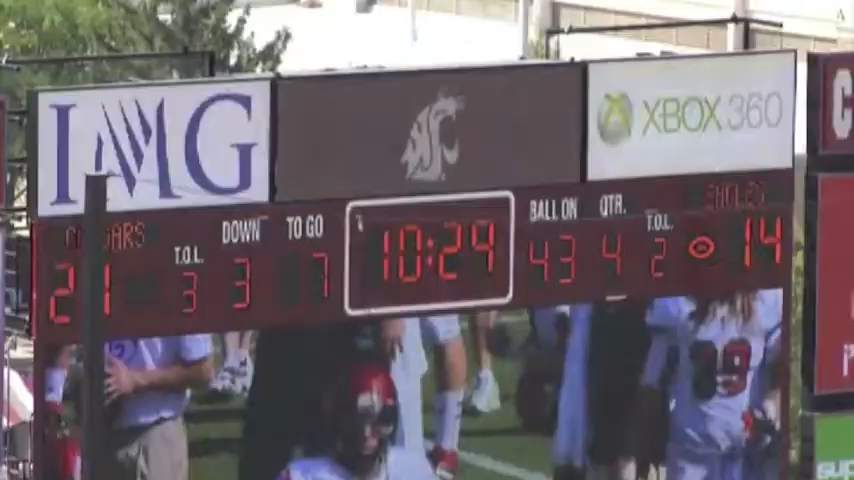 IMG
XBOX 360
C
COUGARS
T.O.L.
DOWN
TO GO
10:29
BALL ON
QTR.
T.O.L.
EAGLES
21
3
3
7
43
4
2
14
39